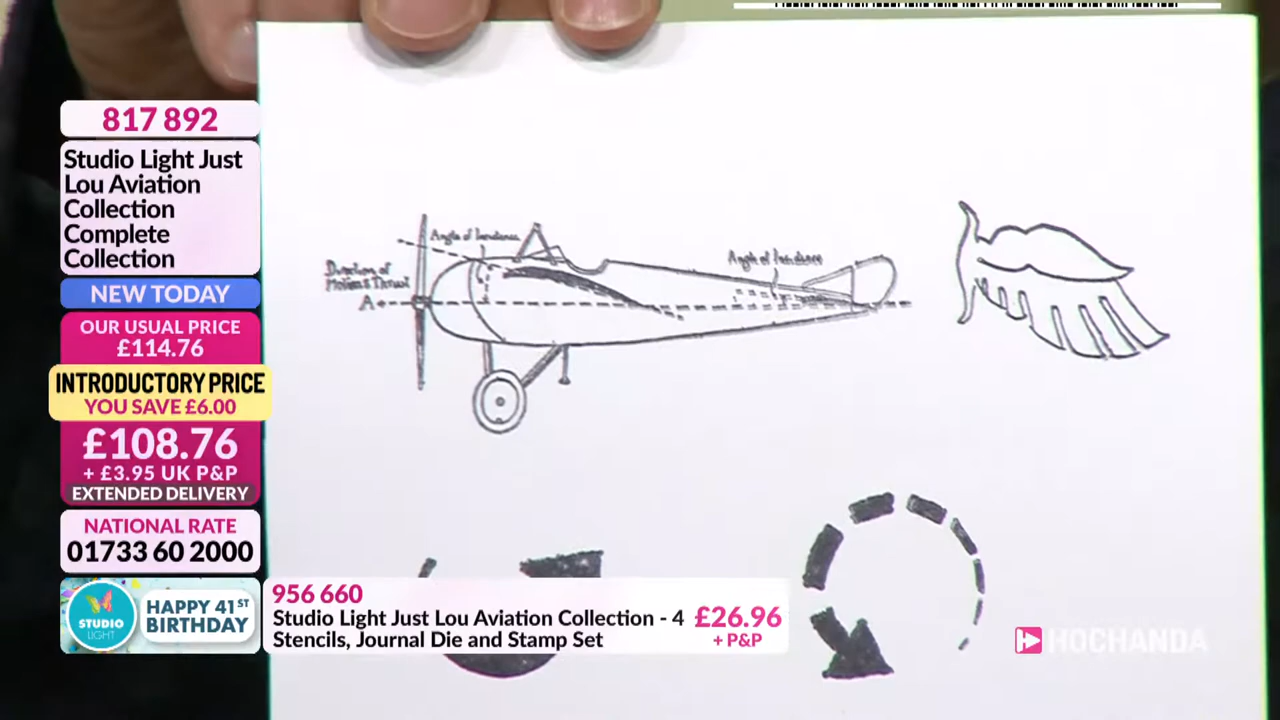 817 892
Studio Light Just
Lou Aviation
Collection
Complete
Collection
NEW TODAY
OUR USUAL PRICE
£114.76
INTRODUCTORY PRICE
YOU SAVE £6.00
£108.76
+ £3.95 UK P&P
EXTENDED DELIVERY
NATIONAL RATE
01733 60 2000
STUDIO
LIGHT
HAPPY 41ST
BIRTHDAY
956 660
Studio Light Just Lou Aviation Collection - 4
Stencils, Journal Die and Stamp Set
£26.96
+ P&P
Angle of Incidence
Direction of
Motion & Thrust
A
Angle of Incidence
HOCHANDA